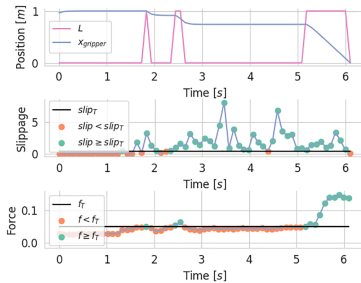 Position [m]
1
0
L
x_gripper
0 1 2 3 4 5 6
Time [s]
Slippage
5
0
slip_T
slip < slip_T
slip ≥ slip_T
0 1 2 3 4 5 6
Time [s]
Force
0.1
0.0
f_T
f < f_T
f ≥ f_T
0 1 2 3 4 5 6
Time [s]